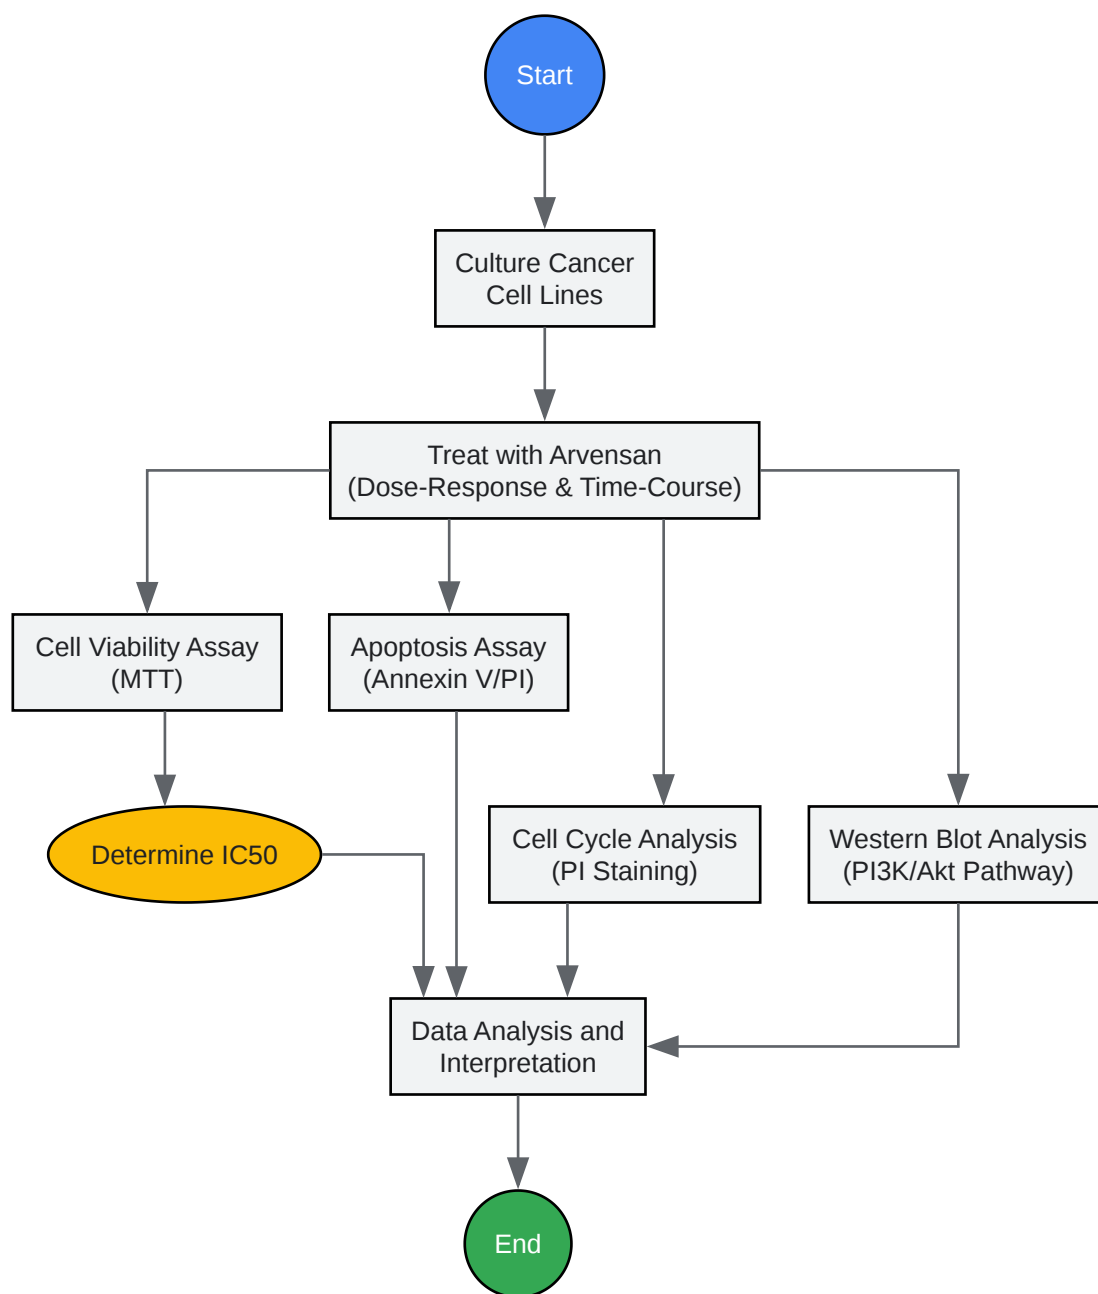 Start
Culture Cancer
Cell Lines
Treat with Arvensan
(Dose-Response & Time-Course)
Cell Viability Assay
(MTT)
Apoptosis Assay
(Annexin V/PI)
Determine IC50
Cell Cycle Analysis
(PI Staining)
Western Blot Analysis
(PI3K/Akt Pathway)
Data Analysis and
Interpretation
End